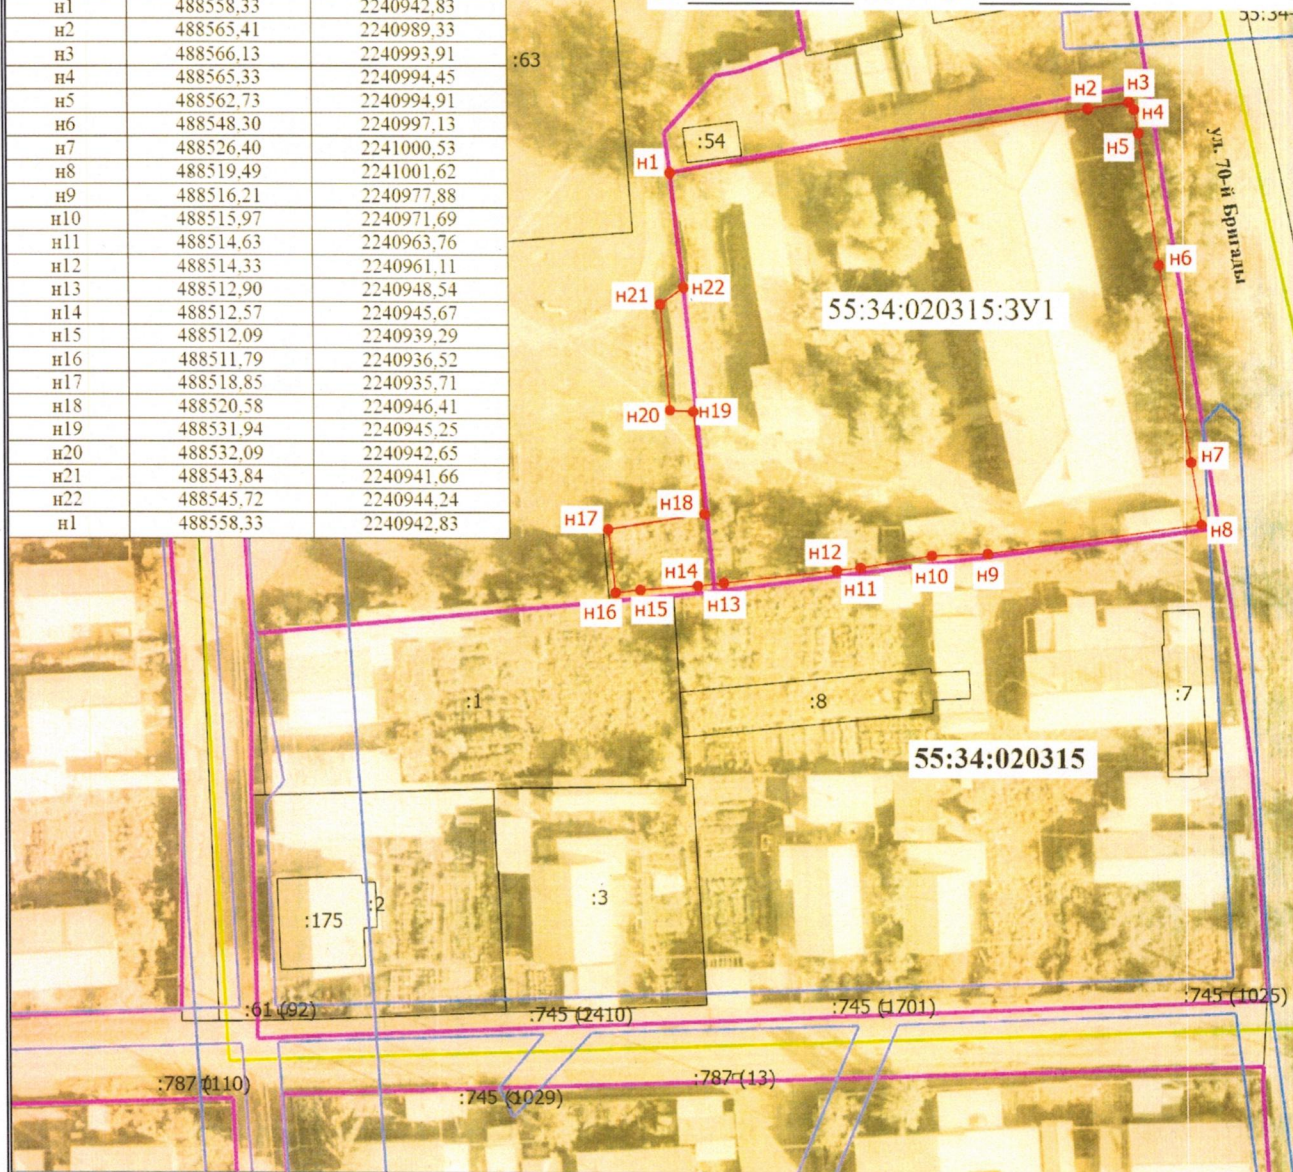 н1 488558,33 2240942,83
н2 488565,41 2240989,33
н3 488566,13 2240993,91
н4 488565,33 2240994,45
н5 488562,73 2240994,91
н6 488548,30 2240997,13
н7 488526,40 2241000,53
н8 488519,49 2241001,62
н9 488516,21 2240977,88
н10 488515,97 2240971,69
н11 488514,63 2240963,76
н12 488514,33 2240961,11
н13 488512,90 2240948,54
н14 488512,57 2240945,67
н15 488512,09 2240939,29
н16 488511,79 2240936,52
н17 488518,85 2240935,71
н18 488520,58 2240946,41
н19 488531,94 2240945,25
н20 488532,09 2240942,65
н21 488543,84 2240941,66
н22 488545,72 2240944,24
н1 488558,33 2240942,83
55:34
:63
н2
н3
н4
:54
н5
н1
ул. 70-й Бригады
н6
н21
н22
55:34:020315:ЗУ1
н20
н19
н7
н17
н18
н8
н12
н14
н11
н10
н9
н16
н15
н13
:1
:8
:7
55:34:020315
:175
:2
:3
:61 (92)
:745 (2410)
:745 (1701)
:745 (1025)
:787 (110)
:745 (1029)
:787 (13)